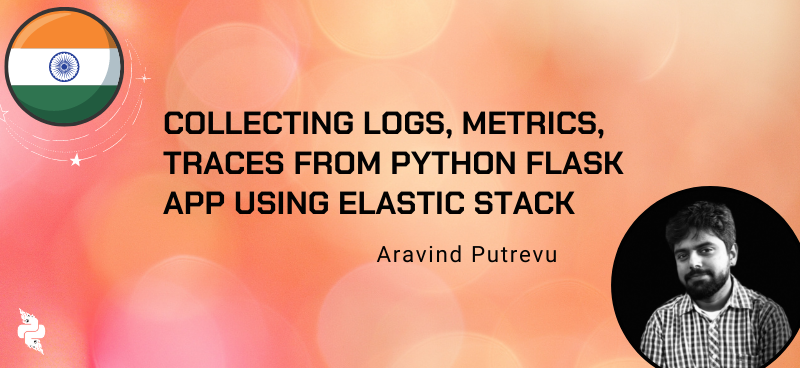 COLLECTING LOGS, METRICS,
TRACES FROM PYTHON FLASK
APP USING ELASTIC STACK
Aravind Putrevu